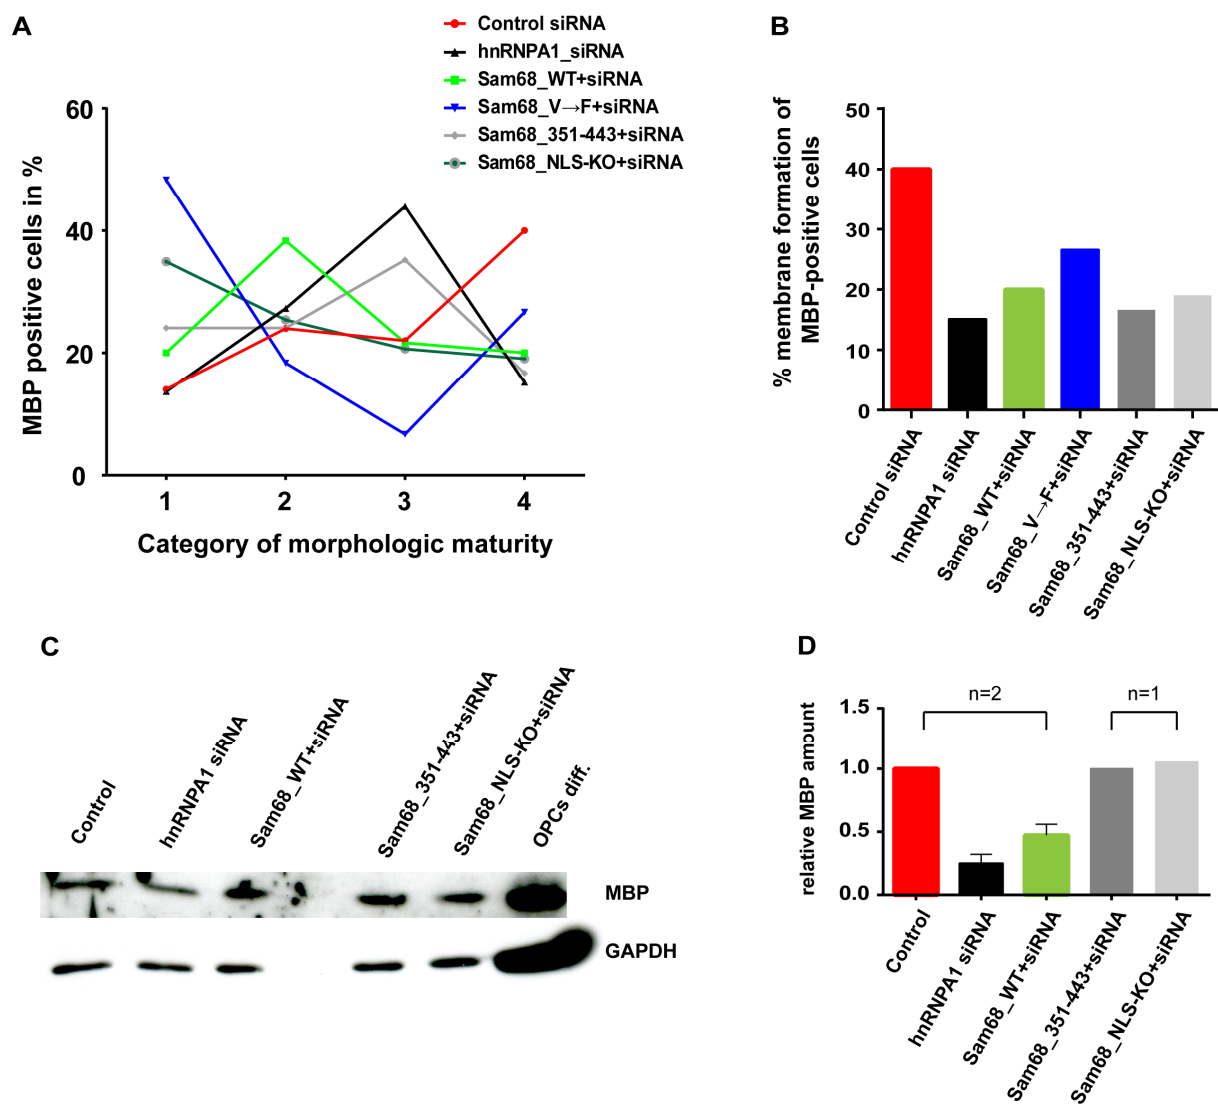 A
Control siRNA
hnRNPA1_siRNA
Sam68_WT+siRNA
Sam68_V→F+siRNA
Sam68_351-443+siRNA
Sam68_NLS-KO+siRNA
MBP positive cells in %
60
40
20
0
1 2 3 4
Category of morphologic maturity
B
% membrane formation of
MBP-positive cells
50
40
30
20
10
0
Control siRNA
hnRNPA1 siRNA
Sam68_WT+siRNA
Sam68_V→F+siRNA
Sam68_351-443+siRNA
Sam68_NLS-KO+siRNA
C
Control
hnRNPA1 siRNA
Sam68_WT+siRNA
Sam68_351-443+siRNA
Sam68_NLS-KO+siRNA
OPCs diff.
MBP
GAPDH
D
n=2
n=1
relative MBP amount
1.5
1.0
0.5
0.0
Control
hnRNPA1 siRNA
Sam68_WT+siRNA
Sam68_351-443+siRNA
Sam68_NLS-KO+siRNA